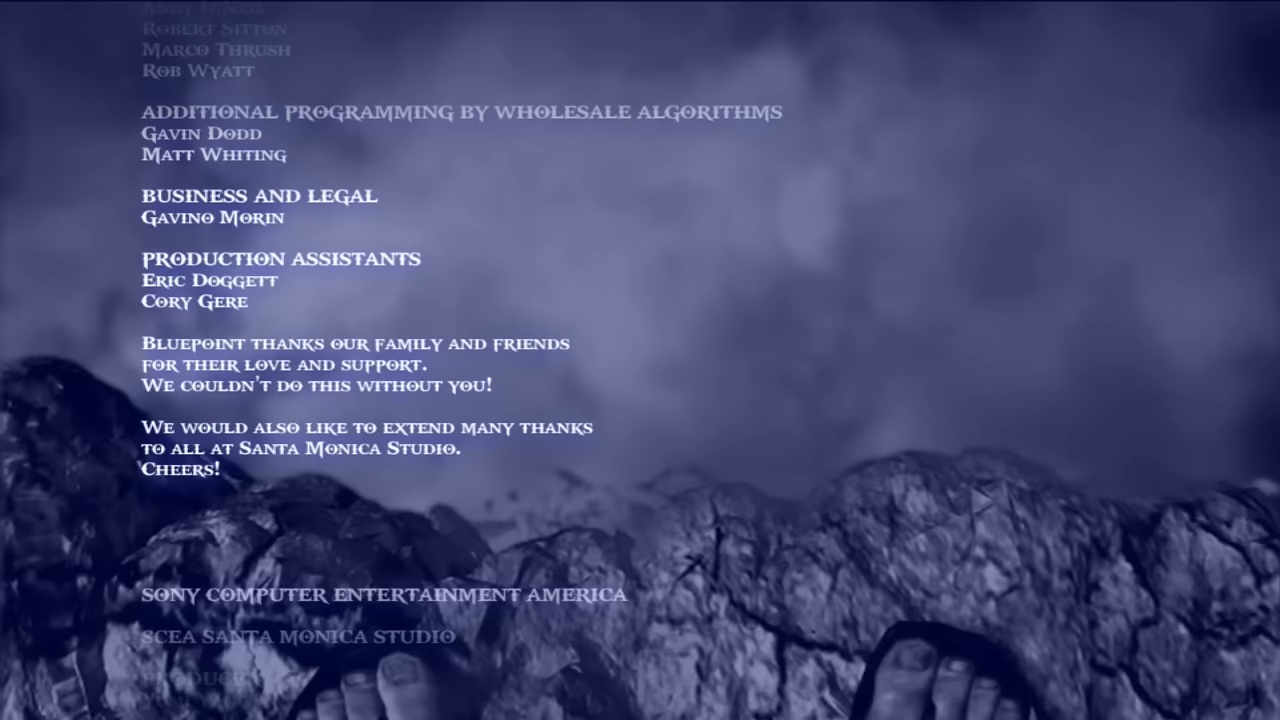 Andy O'Neil
Robert Sitton
Marco Thrush
Rob Wyatt
ADDITIONAL PROGRAMMING BY WHOLESALE ALGORITHMS
Gavin Dodd
Matt Whiting
BUSINESS AND LEGAL
Gavino Morin
PRODUCTION ASSISTANTS
Eric Doggett
Cory Gere
Bluepoint thanks our family and friends
for their love and support.
We couldn't do this without you!
We would also like to extend many thanks
to all at Santa Monica Studio.
Cheers!
SONY COMPUTER ENTERTAINMENT AMERICA
SCEA SANTA MONICA STUDIO